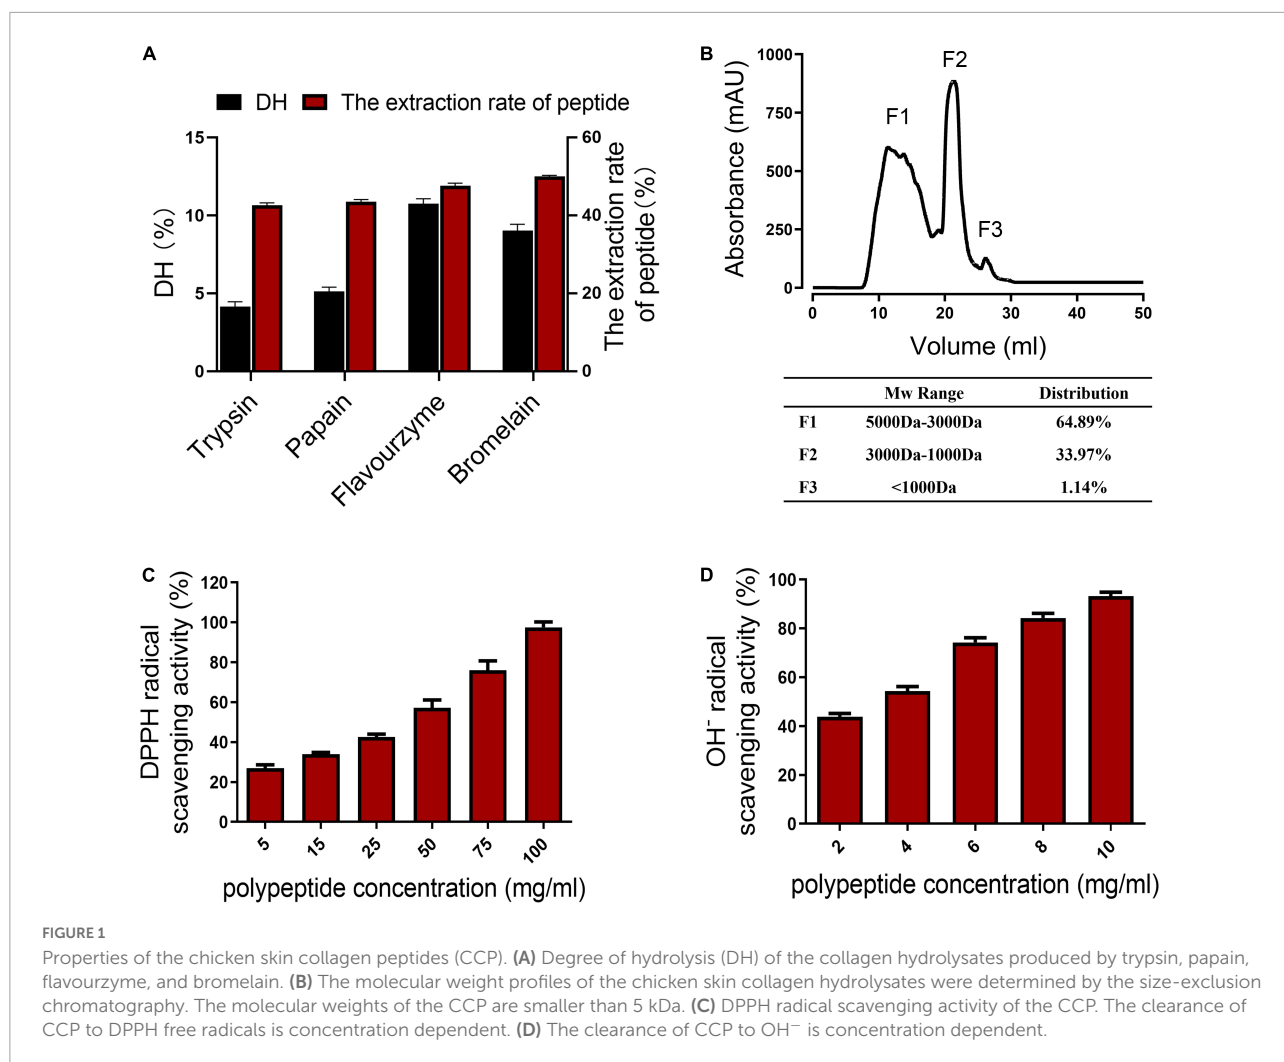 A
DH The extraction rate of peptide
15
10
5
0
DH (%)
60
40
20
0
The extraction rate
of peptide (%)
Trypsin
Papain
Flavourzyme
Bromelain
B
1000
750
500
250
0
Absorbance (mAU)
F1
F2
F3
0 10 20 30 40 50
Volume (ml)
Mw Range Distribution
F1 5000Da-3000Da 64.89%
F2 3000Da-1000Da 33.97%
F3 <1000Da 1.14%
C
120
100
80
60
40
20
0
DPPH radical
scavenging activity (%)
5 15 25 50 75 100
polypeptide concentration (mg/ml)
D
100
80
60
40
20
0
OH⁻ radical
scavenging activity (%)
2 4 6 8 10
polypeptide concentration (mg/ml)
FIGURE 1
Properties of the chicken skin collagen peptides (CCP). (A) Degree of hydrolysis (DH) of the collagen hydrolysates produced by trypsin, papain,
flavourzyme, and bromelain. (B) The molecular weight profiles of the chicken skin collagen hydrolysates were determined by the size-exclusion
chromatography. The molecular weights of the CCP are smaller than 5 kDa. (C) DPPH radical scavenging activity of the CCP. The clearance of
CCP to DPPH free radicals is concentration dependent. (D) The clearance of CCP to OH⁻ is concentration dependent.